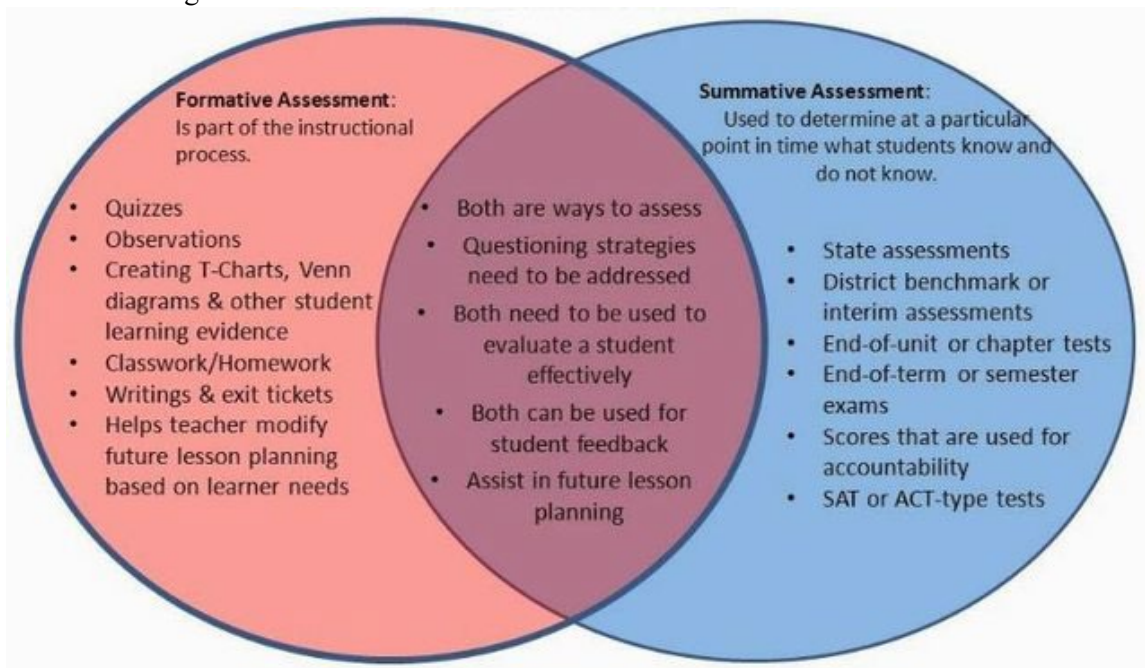 Formative Assessment:
Is part of the instructional
process.
• Quizzes
• Observations
• Creating T-Charts, Venn
diagrams & other student
learning evidence
• Classwork/Homework
• Writings & exit tickets
• Helps teacher modify
future lesson planning
based on learner needs
• Both are ways to assess
• Questioning strategies
need to be addressed
• Both need to be used to
evaluate a student
effectively
• Both can be used for
student feedback
• Assist in future lesson
planning
Summative Assessment:
Used to determine at a particular
point in time what students know and
do not know.
• State assessments
• District benchmark or
interim assessments
• End-of-unit or chapter tests
• End-of-term or semester
exams
• Scores that are used for
accountability
• SAT or ACT-type tests